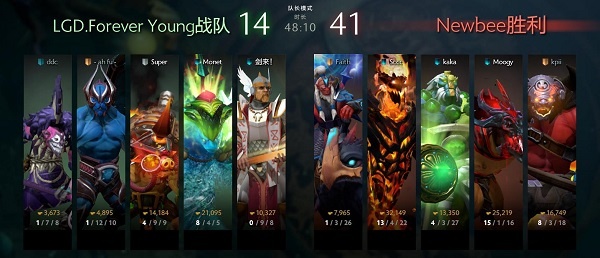 LGD.Forever Young战队 14
队长模式
时长
48:10
41 Newbee胜利
ddc
- ah fu -
Super
Monet
剑来!
Faith
Sccc
kaka
Moogy
kpii
3,673
4,895
14,184
21,095
10,327
7,965
32,149
13,350
25,219
16,749
1 / 7 / 8
1 / 12 / 10
4 / 9 / 9
8 / 4 / 5
0 / 9 / 8
1 / 3 / 26
13 / 4 / 22
4 / 3 / 27
15 / 1 / 16
8 / 3 / 18